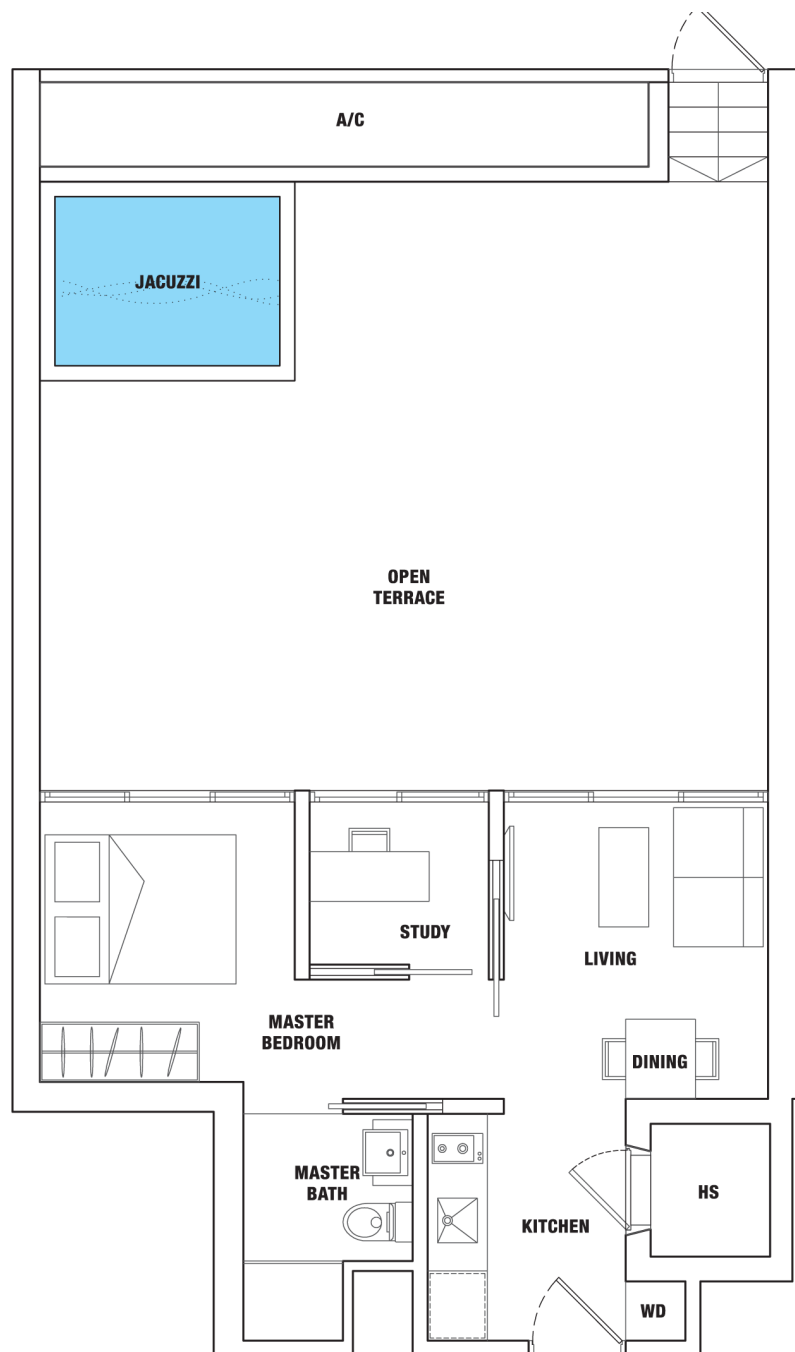 A/C
JACUZZI
OPEN
TERRACE
STUDY
LIVING
MASTER
BEDROOM
DINING
MASTER
BATH
HS
KITCHEN
WD